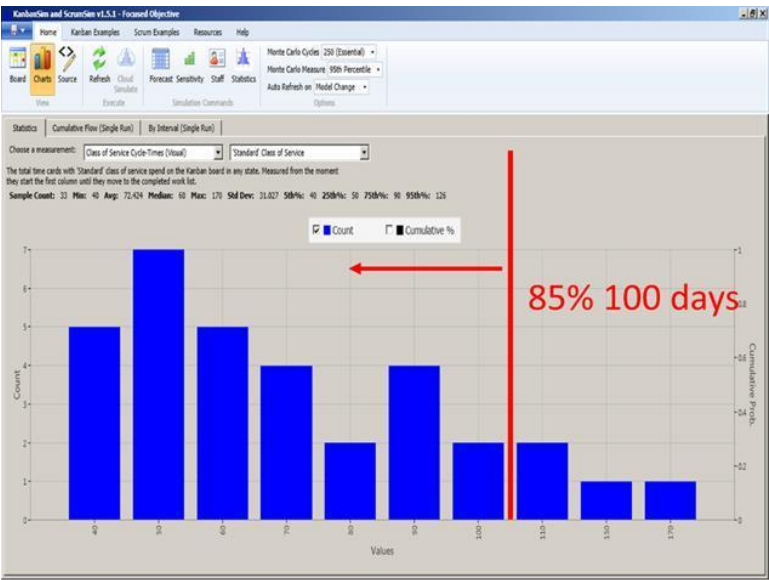 KanbanSim and ScrumSim v1.5.1 - Focused Objective
Home Kanban Examples Scrum Examples Resources Help
Board Charts Source Refresh Cloud Simulate Forecast Sensitivity Staff Statistics
Monte Carlo Cycles 250 (Essential)
Monte Carlo Measure 95th Percentile
Auto Refresh on Model Change
View Execute Simulation Commands Options
Statistics Cumulative Flow (Single Run) By Interval (Single Run)
Choose a measurement: Class of Service Cycle-Times (Visual) 'Standard' Class of Service
The total time cards with 'Standard' class of service spend on the Kanban board in any state. Measured from the moment
they start the first column until they move to the completed work list.
Sample Count: 33 Min: 40 Avg: 72.424 Median: 60 Max: 170 Std Dev: 31.027 5th%: 40 25th%: 50 75th%: 90 95th%: 126
Count Cumulative %
85% 100 days
7
6
5
4
3
2
1
0
Count
1
0.8
0.6
0.4
0.2
0
Cumulative Prob.
40 50 60 70 80 90 100 110 150 170
Values